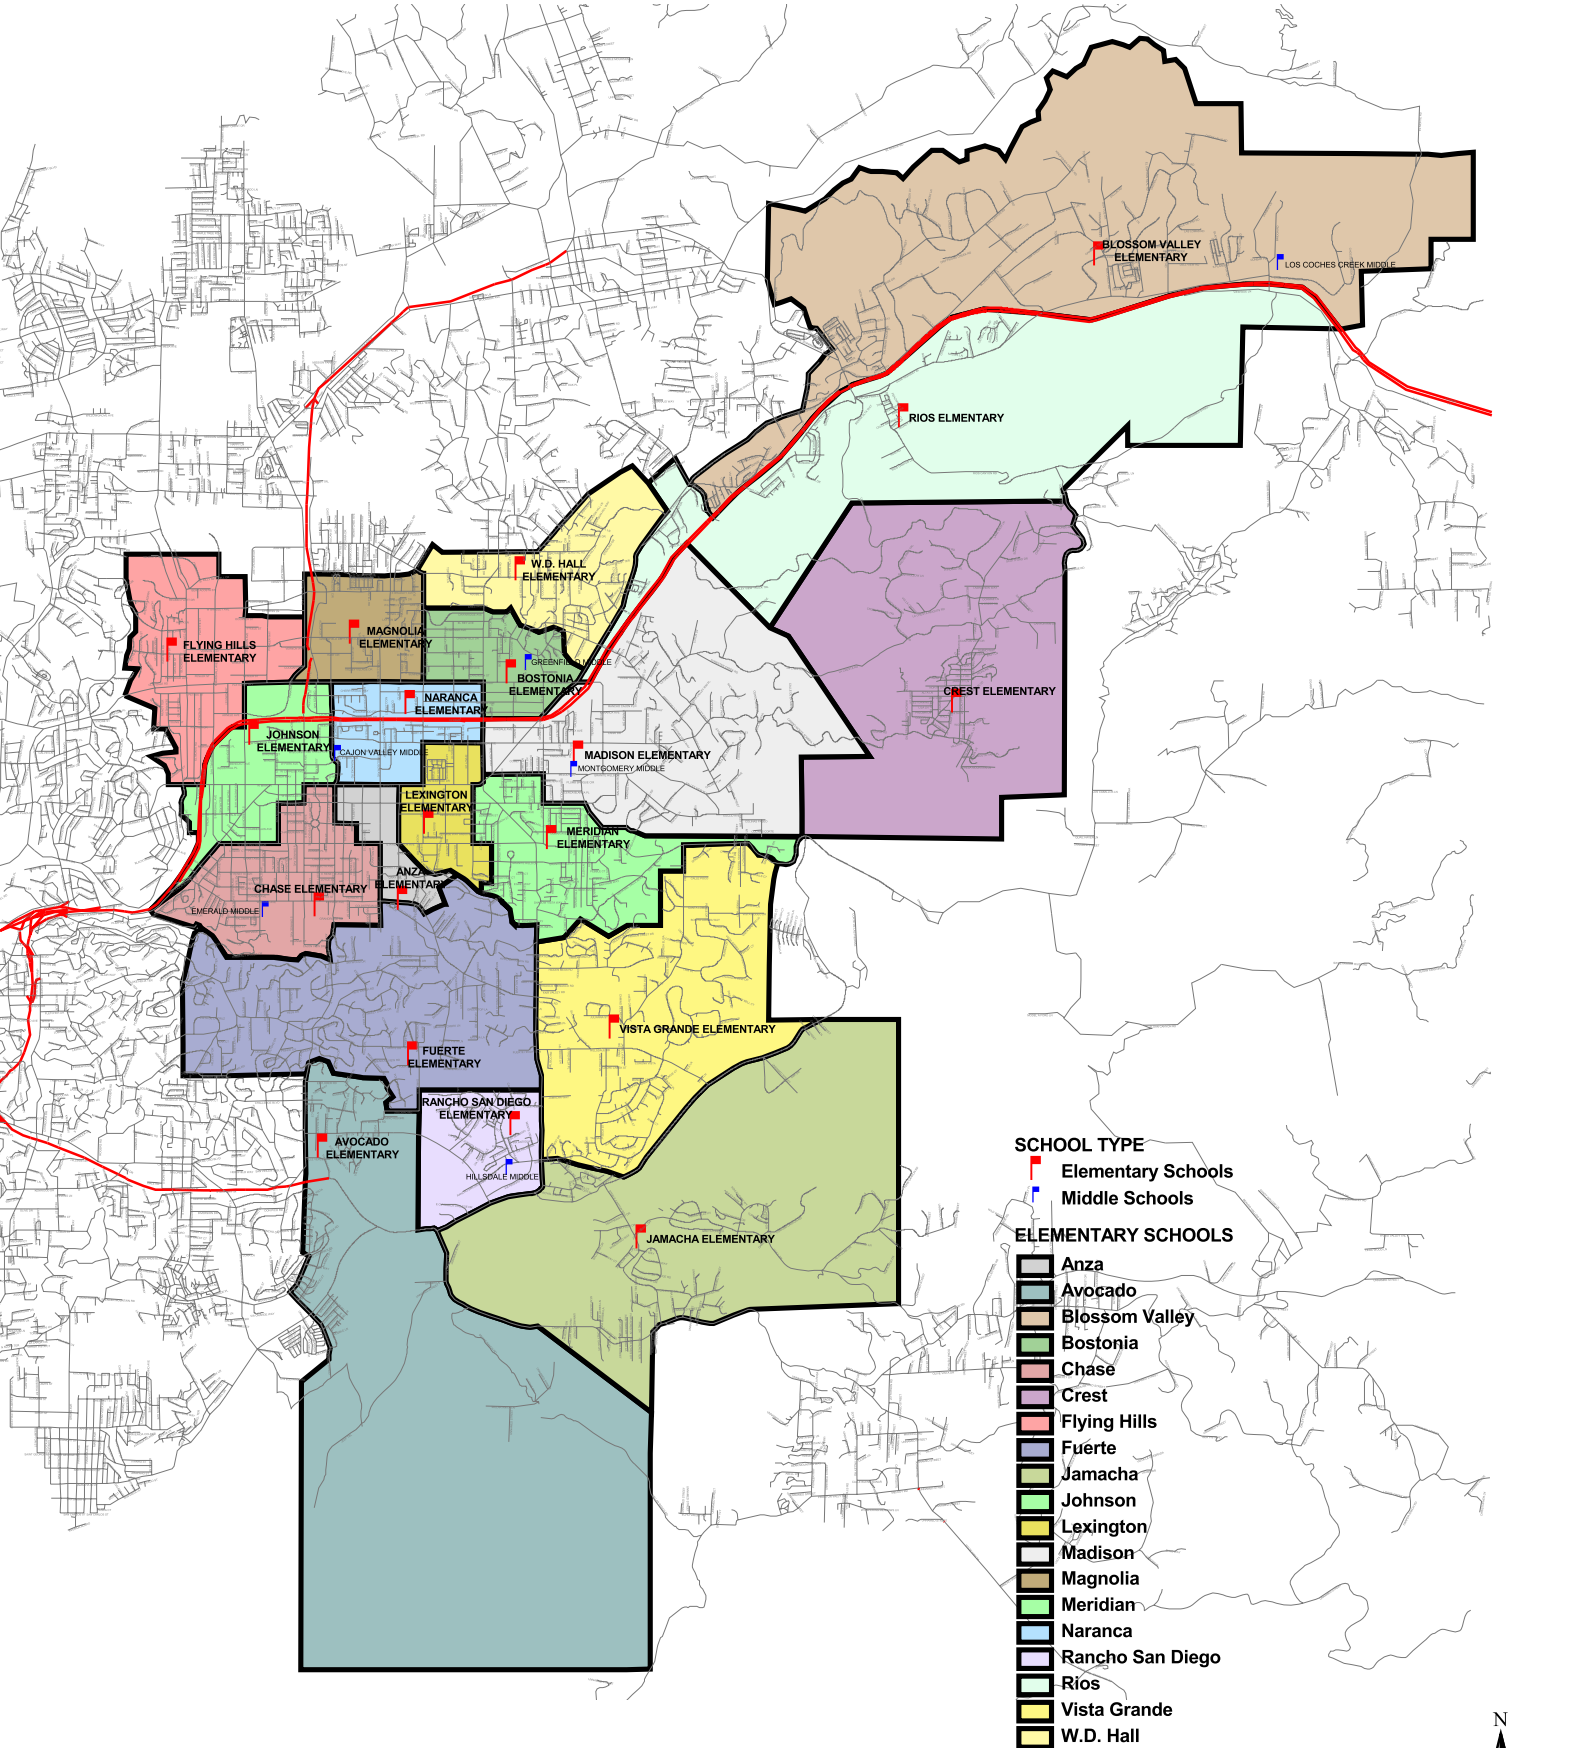 BLOSSOM VALLEY
ELEMENTARY
LOS COCHES CREEK MIDDLE
RIOS ELMENTARY
W.D. HALL
ELEMENTARY
MAGNOLIA
ELEMENTARY
FLYING HILLS
ELEMENTARY
GREENFIELD MIDDLE
BOSTONIA
ELEMENTARY
CREST ELEMENTARY
NARANCA
ELEMENTARY
JOHNSON
ELEMENTARY
CAJON VALLEY MIDDLE
MADISON ELEMENTARY
MONTGOMERY MIDDLE
LEXINGTON
ELEMENTARY
MERIDIAN
ELEMENTARY
ANZA
ELEMENTARY
CHASE ELEMENTARY
EMERALD MIDDLE
VISTA GRANDE ELEMENTARY
FUERTE
ELEMENTARY
RANCHO SAN DIEGO
ELEMENTARY
AVOCADO
ELEMENTARY
HILLSDALE MIDDLE
JAMACHA ELEMENTARY
SCHOOL TYPE
Elementary Schools
Middle Schools
ELEMENTARY SCHOOLS
Anza
Avocado
Blossom Valley
Bostonia
Chase
Crest
Flying Hills
Fuerte
Jamacha
Johnson
Lexington
Madison
Magnolia
Meridian
Naranca
Rancho San Diego
Rios
Vista Grande
W.D. Hall
N